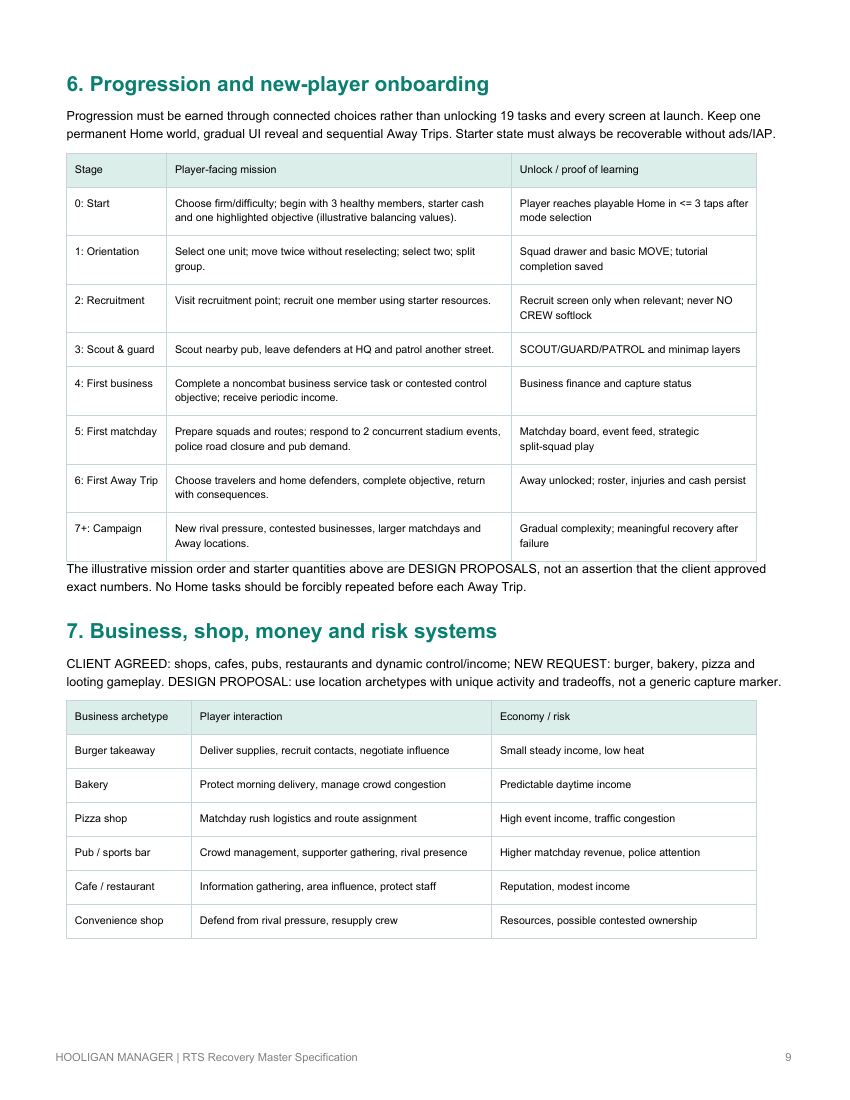 6. Progression and new-player onboarding
Progression must be earned through connected choices rather than unlocking 19 tasks and every screen at launch. Keep one
permanent Home world, gradual UI reveal and sequential Away Trips. Starter state must always be recoverable without ads/IAP.
Stage Player-facing mission Unlock / proof of learning
0: Start Choose firm/difficulty; begin with 3 healthy members, starter cash Player reaches playable Home in <= 3 taps after
and one highlighted objective (illustrative balancing values). mode selection
1: Orientation Select one unit; move twice without reselecting; select two; split Squad drawer and basic MOVE; tutorial
group. completion saved
2: Recruitment Visit recruitment point; recruit one member using starter resources. Recruit screen only when relevant; never NO
CREW softlock
3: Scout & guard Scout nearby pub, leave defenders at HQ and patrol another street. SCOUT/GUARD/PATROL and minimap layers
4: First business Complete a noncombat business service task or contested control Business finance and capture status
objective; receive periodic income.
5: First matchday Prepare squads and routes; respond to 2 concurrent stadium events, Matchday board, event feed, strategic
police road closure and pub demand. split-squad play
6: First Away Trip Choose travelers and home defenders, complete objective, return Away unlocked; roster, injuries and cash persist
with consequences.
7+: Campaign New rival pressure, contested businesses, larger matchdays and Gradual complexity; meaningful recovery after
Away locations. failure
The illustrative mission order and starter quantities above are DESIGN PROPOSALS, not an assertion that the client approved
exact numbers. No Home tasks should be forcibly repeated before each Away Trip.
7. Business, shop, money and risk systems
CLIENT AGREED: shops, cafes, pubs, restaurants and dynamic control/income; NEW REQUEST: burger, bakery, pizza and
looting gameplay. DESIGN PROPOSAL: use location archetypes with unique activity and tradeoffs, not a generic capture marker.
Business archetype Player interaction Economy / risk
Burger takeaway Deliver supplies, recruit contacts, negotiate influence Small steady income, low heat
Bakery Protect morning delivery, manage crowd congestion Predictable daytime income
Pizza shop Matchday rush logistics and route assignment High event income, traffic congestion
Pub / sports bar Crowd management, supporter gathering, rival presence Higher matchday revenue, police attention
Cafe / restaurant Information gathering, area influence, protect staff Reputation, modest income
Convenience shop Defend from rival pressure, resupply crew Resources, possible contested ownership
HOOLIGAN MANAGER | RTS Recovery Master Specification 9